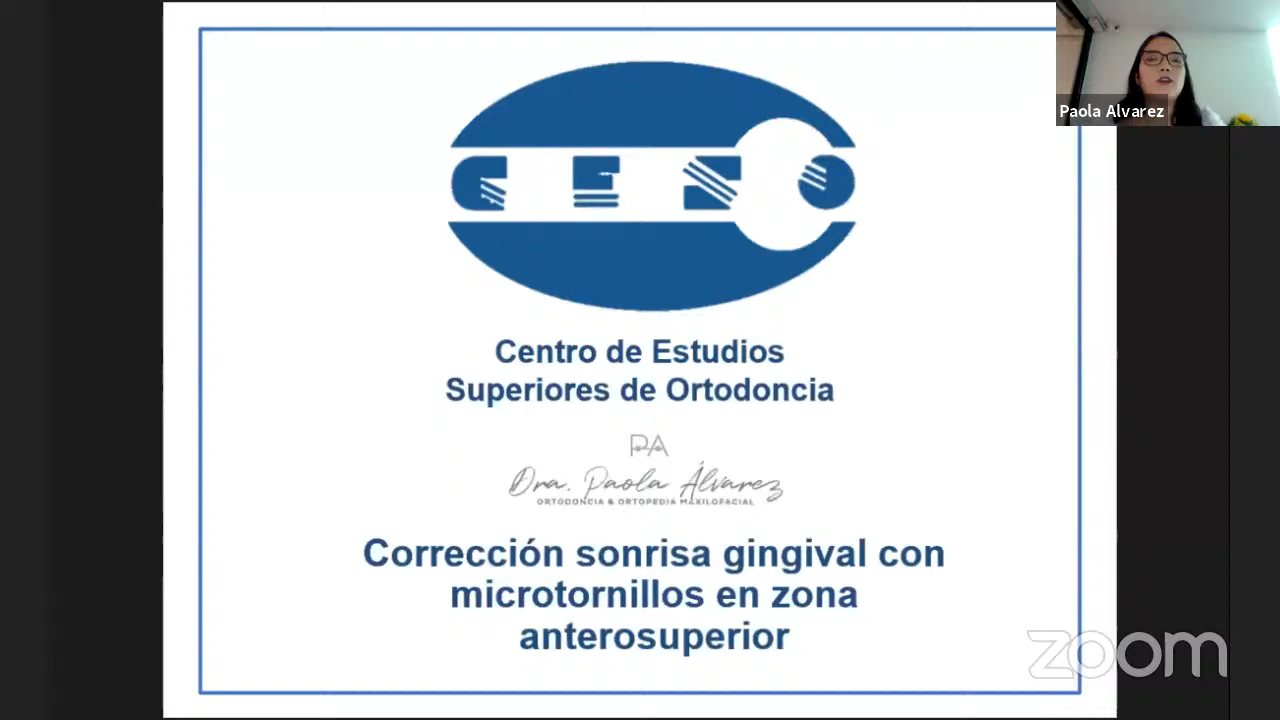 CESO
Centro de Estudios
Superiores de Ortodoncia
PA
Dra. Paola Álvarez
ORTODONCIA & ORTOPEDIA MAXILOFACIAL
Corrección sonrisa gingival con
microtornillos en zona
anterosuperior
Paola Alvarez
zoom